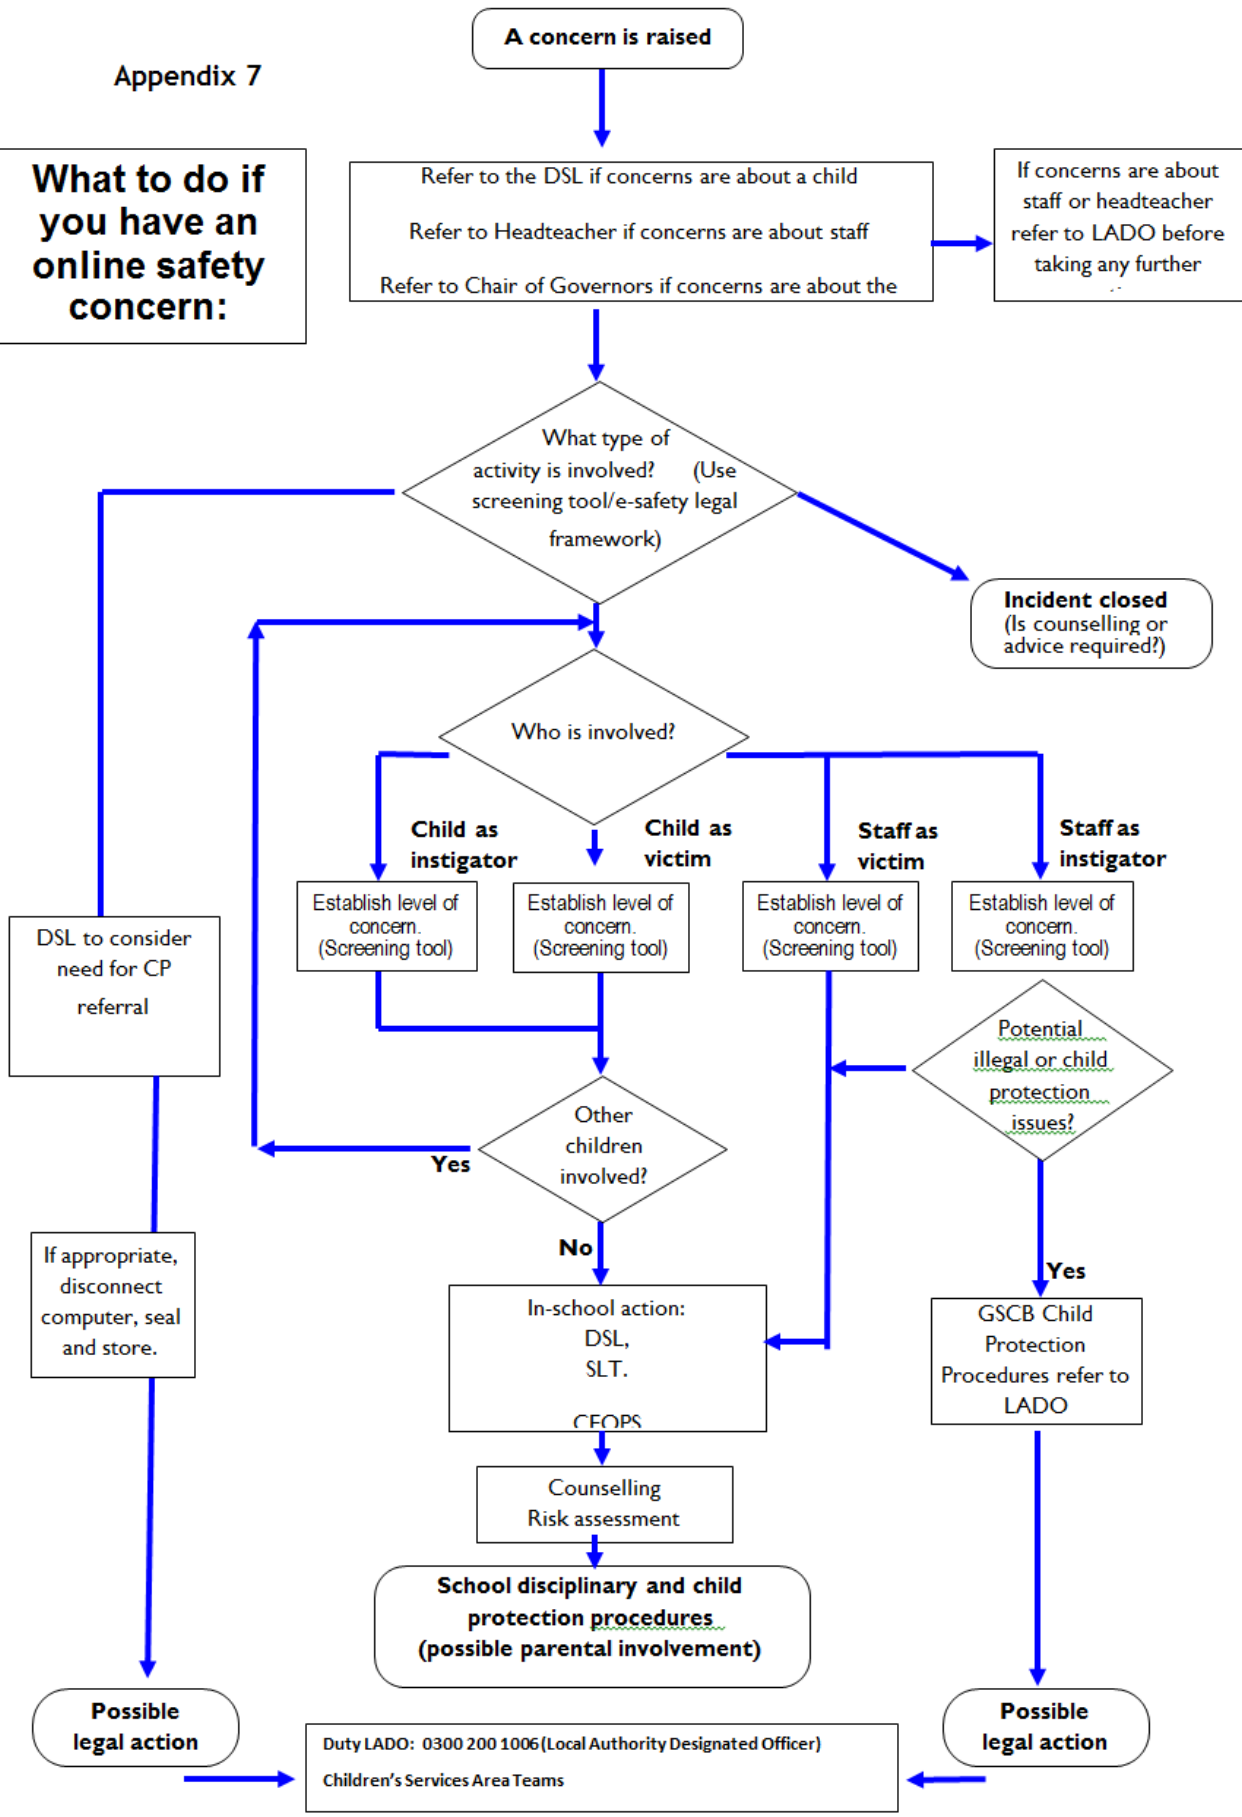 A concern is raised
Appendix 7
What to do if
you have an
online safety
concern:
Refer to the DSL if concerns are about a child
Refer to Headteacher if concerns are about staff
Refer to Chair of Governors if concerns are about the
If concerns are about
staff or headteacher
refer to LADO before
taking any further
What type of
activity is involved? (Use
screening tool/e-safety legal
framework)
Incident closed
(Is counselling or
advice required?)
Who is involved?
Child as
instigator
Child as
victim
Staff as
victim
Staff as
instigator
Establish level of
concern.
(Screening tool)
Establish level of
concern.
(Screening tool)
Establish level of
concern.
(Screening tool)
Establish level of
concern.
(Screening tool)
DSL to consider
need for CP
referral
Potential
illegal or child
protection
issues?
Other
children
involved?
Yes
No
If appropriate,
disconnect
computer, seal
and store.
In-school action:
DSL,
SLT.
CEOPS
Yes
GSCB Child
Protection
Procedures refer to
LADO
Counselling
Risk assessment
School disciplinary and child
protection procedures
(possible parental involvement)
Possible
legal action
Possible
legal action
Duty LADO: 0300 200 1006 (Local Authority Designated Officer)
Children's Services Area Teams